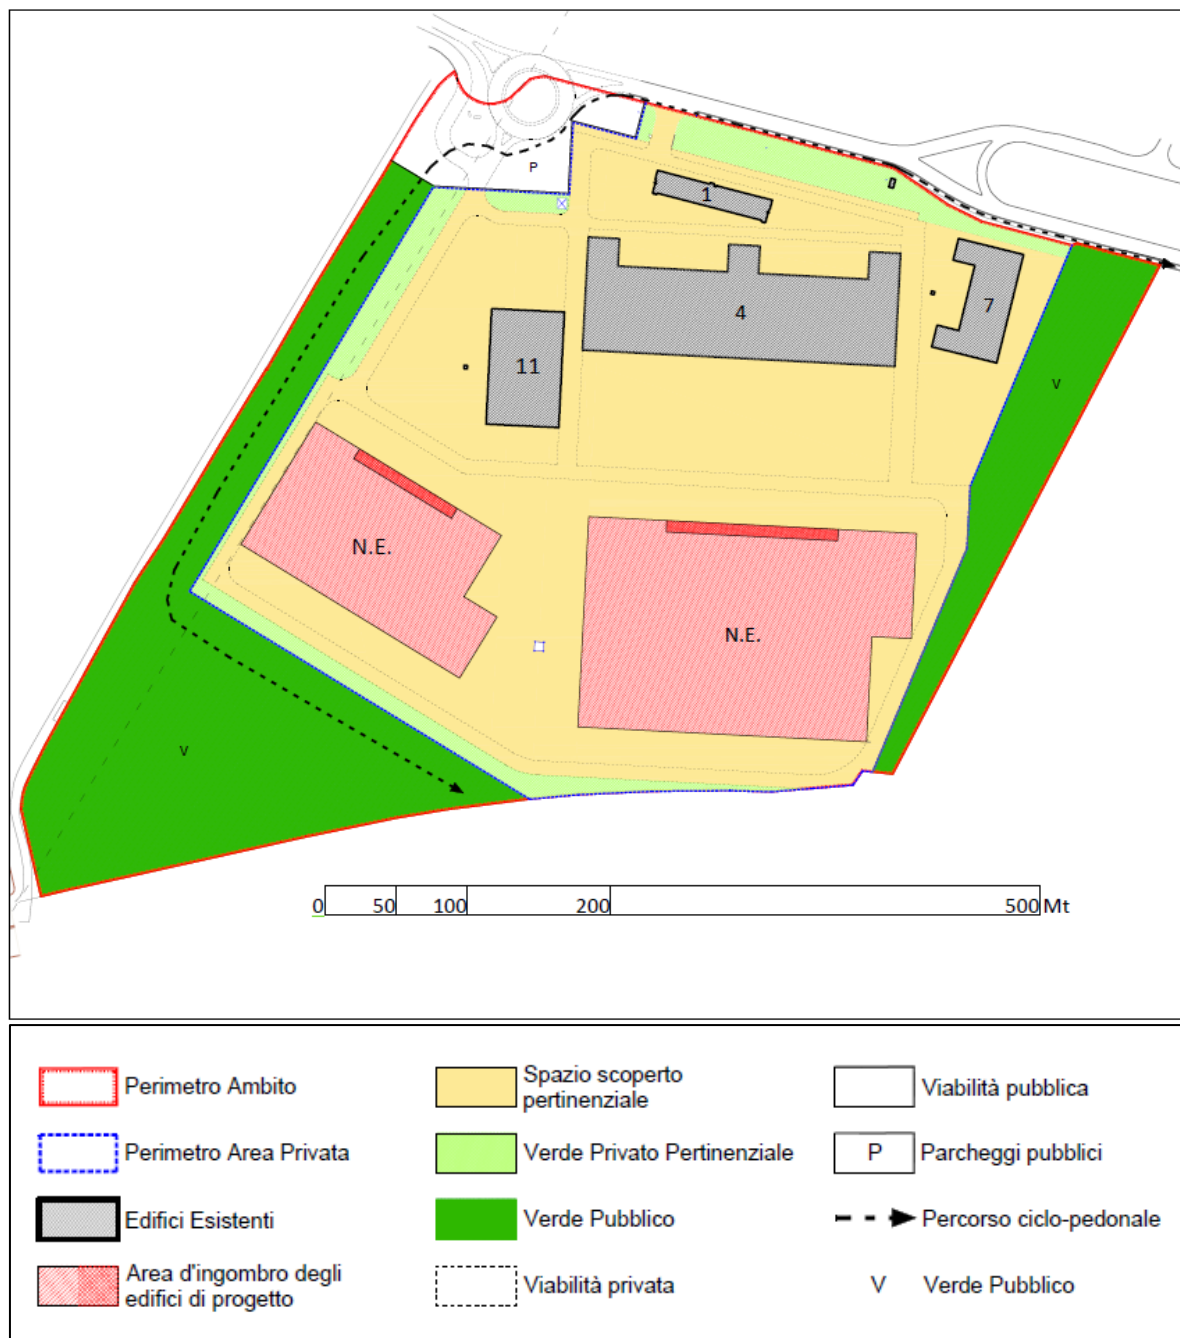 P
1
4
7
11
V
N.E.
N.E.
V
0 50 100 200 500 Mt
Perimetro Ambito
Perimetro Area Privata
Edifici Esistenti
Area d'ingombro degli
edifici di progetto
Spazio scoperto
pertinenziale
Verde Privato Pertinenziale
Verde Pubblico
Viabilità privata
Viabilità pubblica
P Parcheggi pubblici
Percorso ciclo-pedonale
V Verde Pubblico